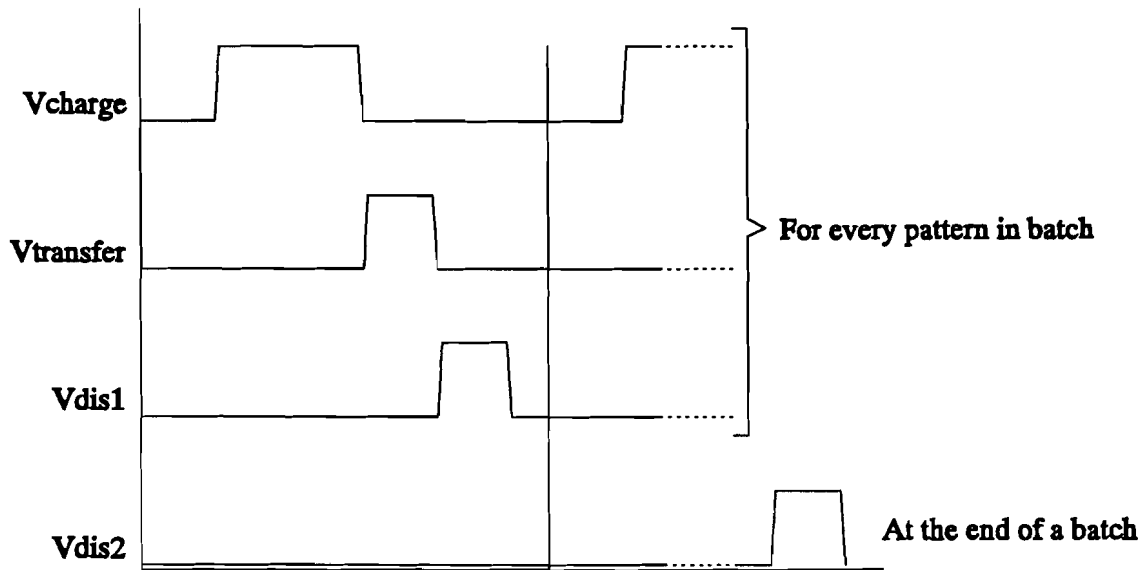 Vcharge
Vtransfer
For every pattern in batch
Vdis1
Vdis2
At the end of a batch